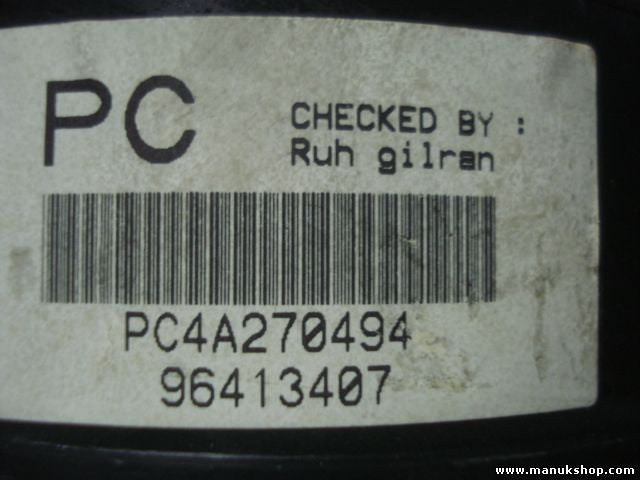 PC
CHECKED BY :
Ruh gilran
PC4A270494
96413407
www.manukshop.com